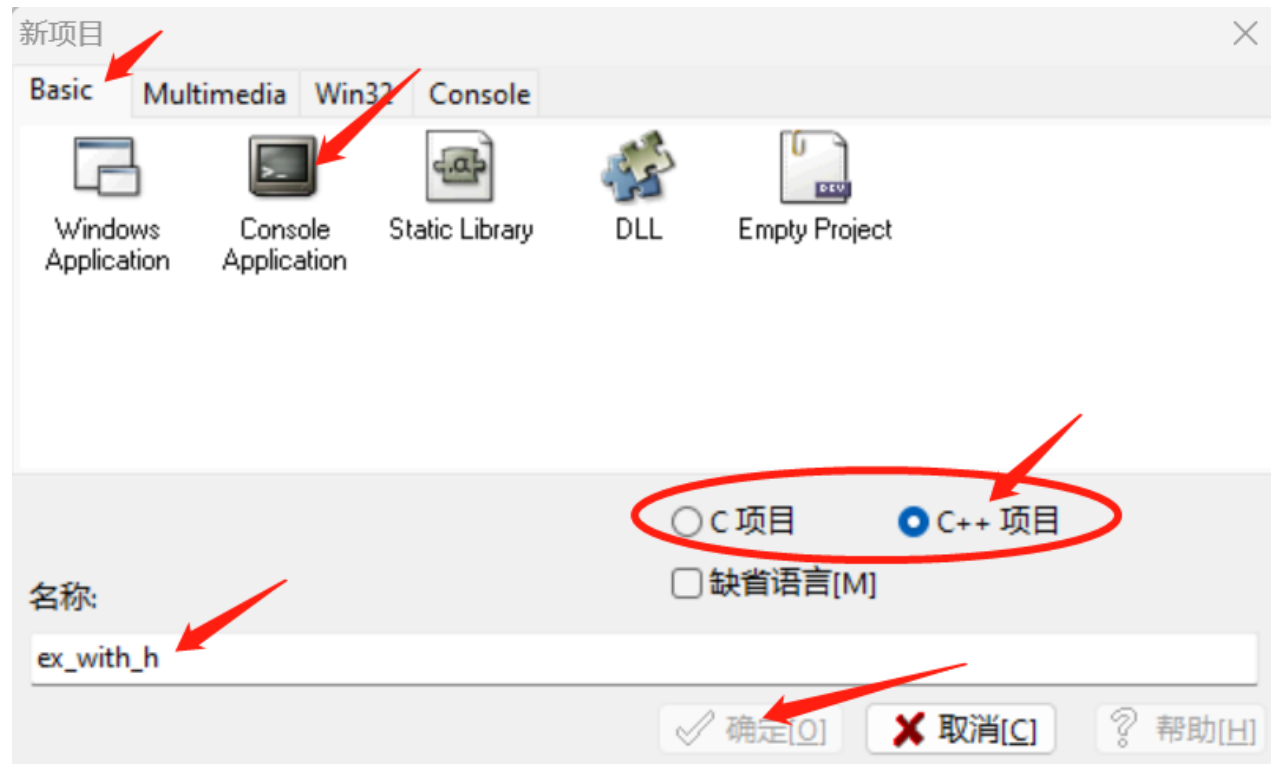 新项目
Basic Multimedia Win32 Console
Windows Application
Console Application
Static Library
DLL
Empty Project
C 项目 C++ 项目
缺省语言[M]
名称:
ex_with_h
确定[O] 取消[C] 帮助[H]